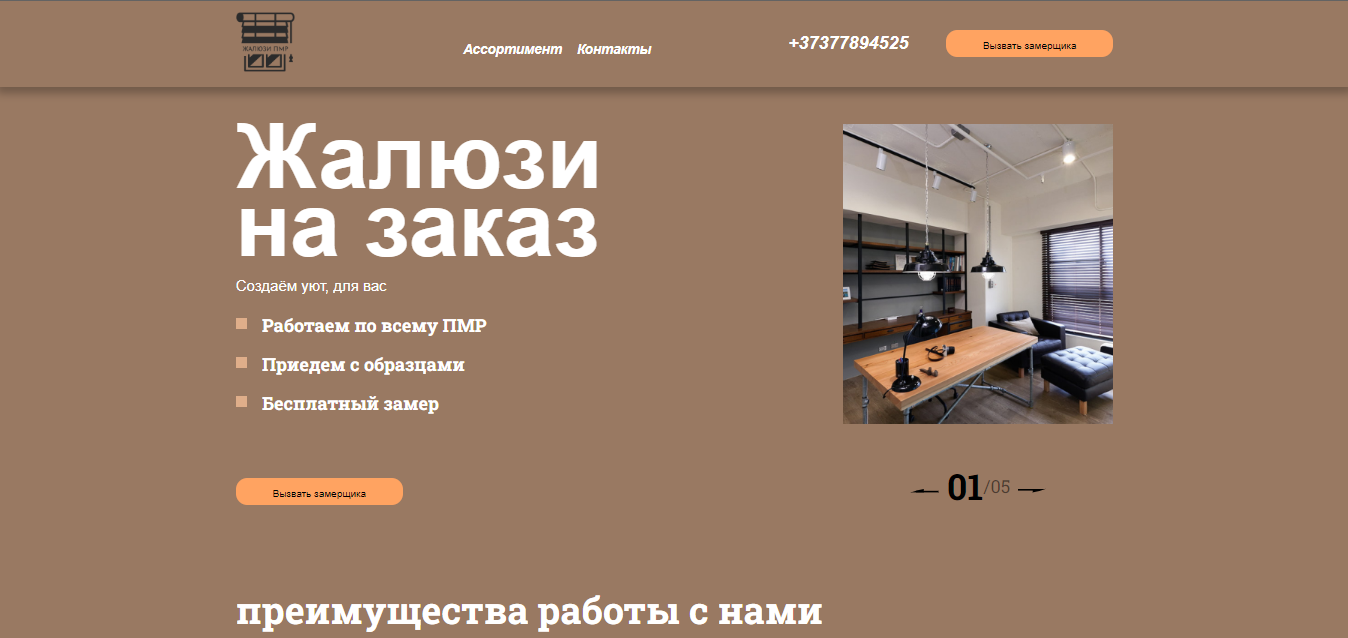 ЖАЛЮЗИ ПМР
Ассортимент Контакты
+37377894525
Вызвать замерщика
Жалюзи
на заказ
Создаём уют, для вас
Работаем по всему ПМР
Приедем с образцами
Бесплатный замер
Вызвать замерщика
01/05
преимущества работы с нами